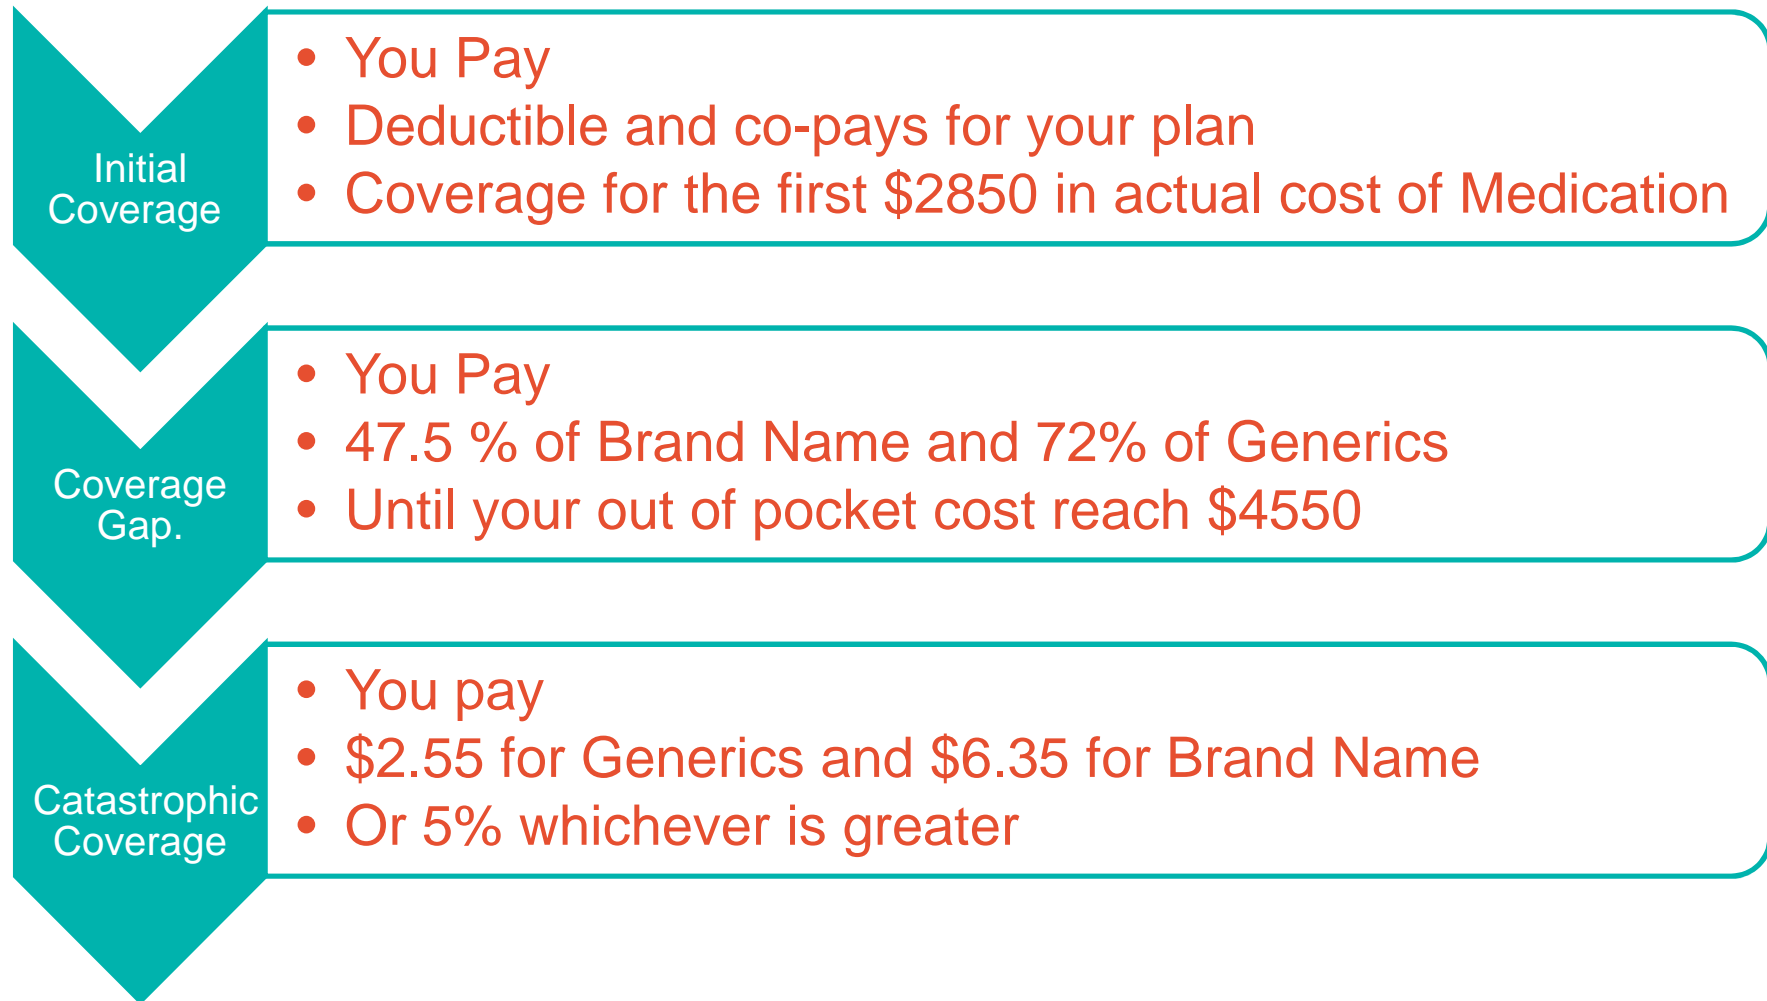 Initial
Coverage
• You Pay
• Deductible and co-pays for your plan
• Coverage for the first $2850 in actual cost of Medication
Coverage
Gap.
• You Pay
• 47.5 % of Brand Name and 72% of Generics
• Until your out of pocket cost reach $4550
Catastrophic
Coverage
• You pay
• $2.55 for Generics and $6.35 for Brand Name
• Or 5% whichever is greater